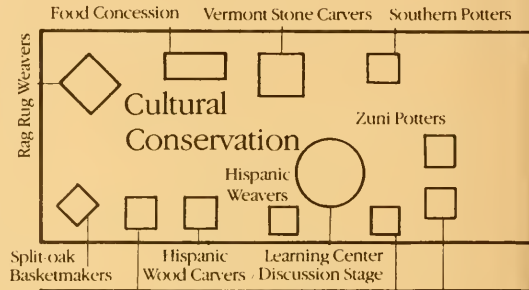 Food Concession
Vermont Stone Carvers
Southern Potters
Rag Rug Weavers
Cultural
Conservation
Zuni Potters
Hispanic
Weavers
Split-oak
Basketmakers
Hispanic
Wood Carvers
Learning Center
Discussion Stage